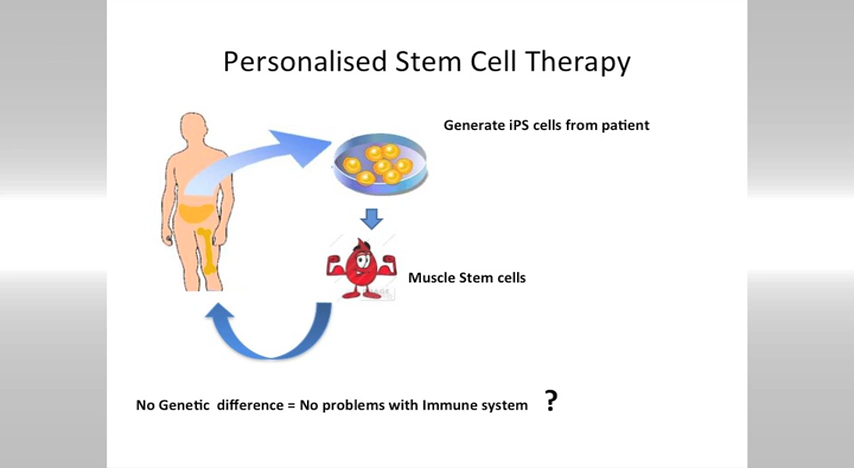 Personalised Stem Cell Therapy
Generate iPS cells from patient
Muscle Stem cells
No Genetic difference = No problems with Immune system ?